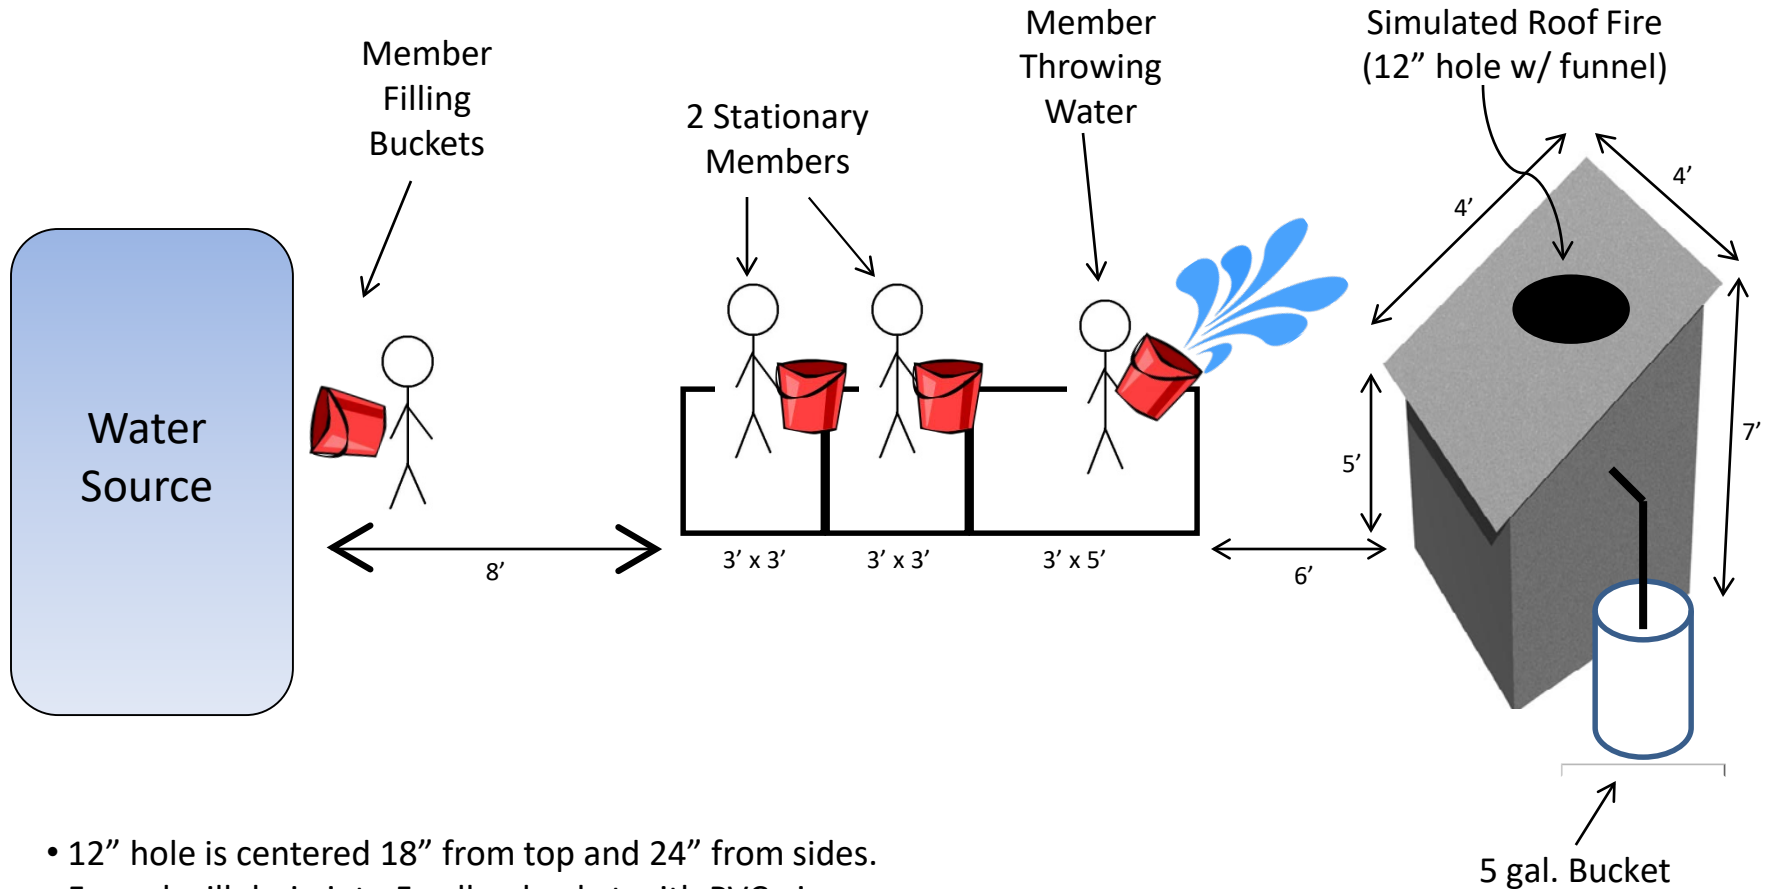 Member
Filling
Buckets
2 Stationary
Members
Member
Throwing
Water
Simulated Roof Fire
(12” hole w/ funnel)
4’
4’
Water
Source
5’
7’
8’
3’ x 3’
3’ x 3’
3’ x 5’
6’
• 12” hole is centered 18” from top and 24” from sides.
5 gal. Bucket